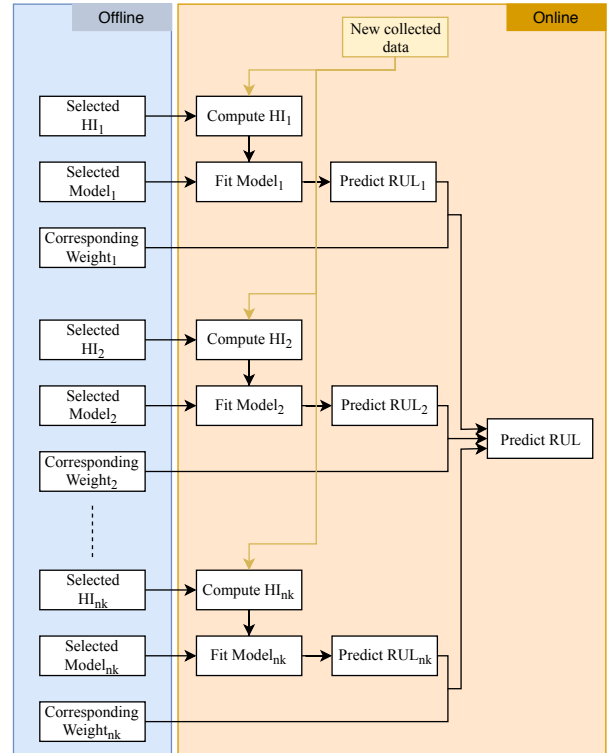 Offline
Online
New collected
data
Selected
HI₁
Compute HI₁
Selected
Model₁
Fit Model₁
Predict RUL₁
Corresponding
Weight₁
Selected
HI₂
Compute HI₂
Selected
Model₂
Fit Model₂
Predict RUL₂
Predict RUL
Corresponding
Weight₂
Selected
HInk
Compute HInk
Selected
Modelnk
Fit Modelnk
Predict RULnk
Corresponding
Weightnk